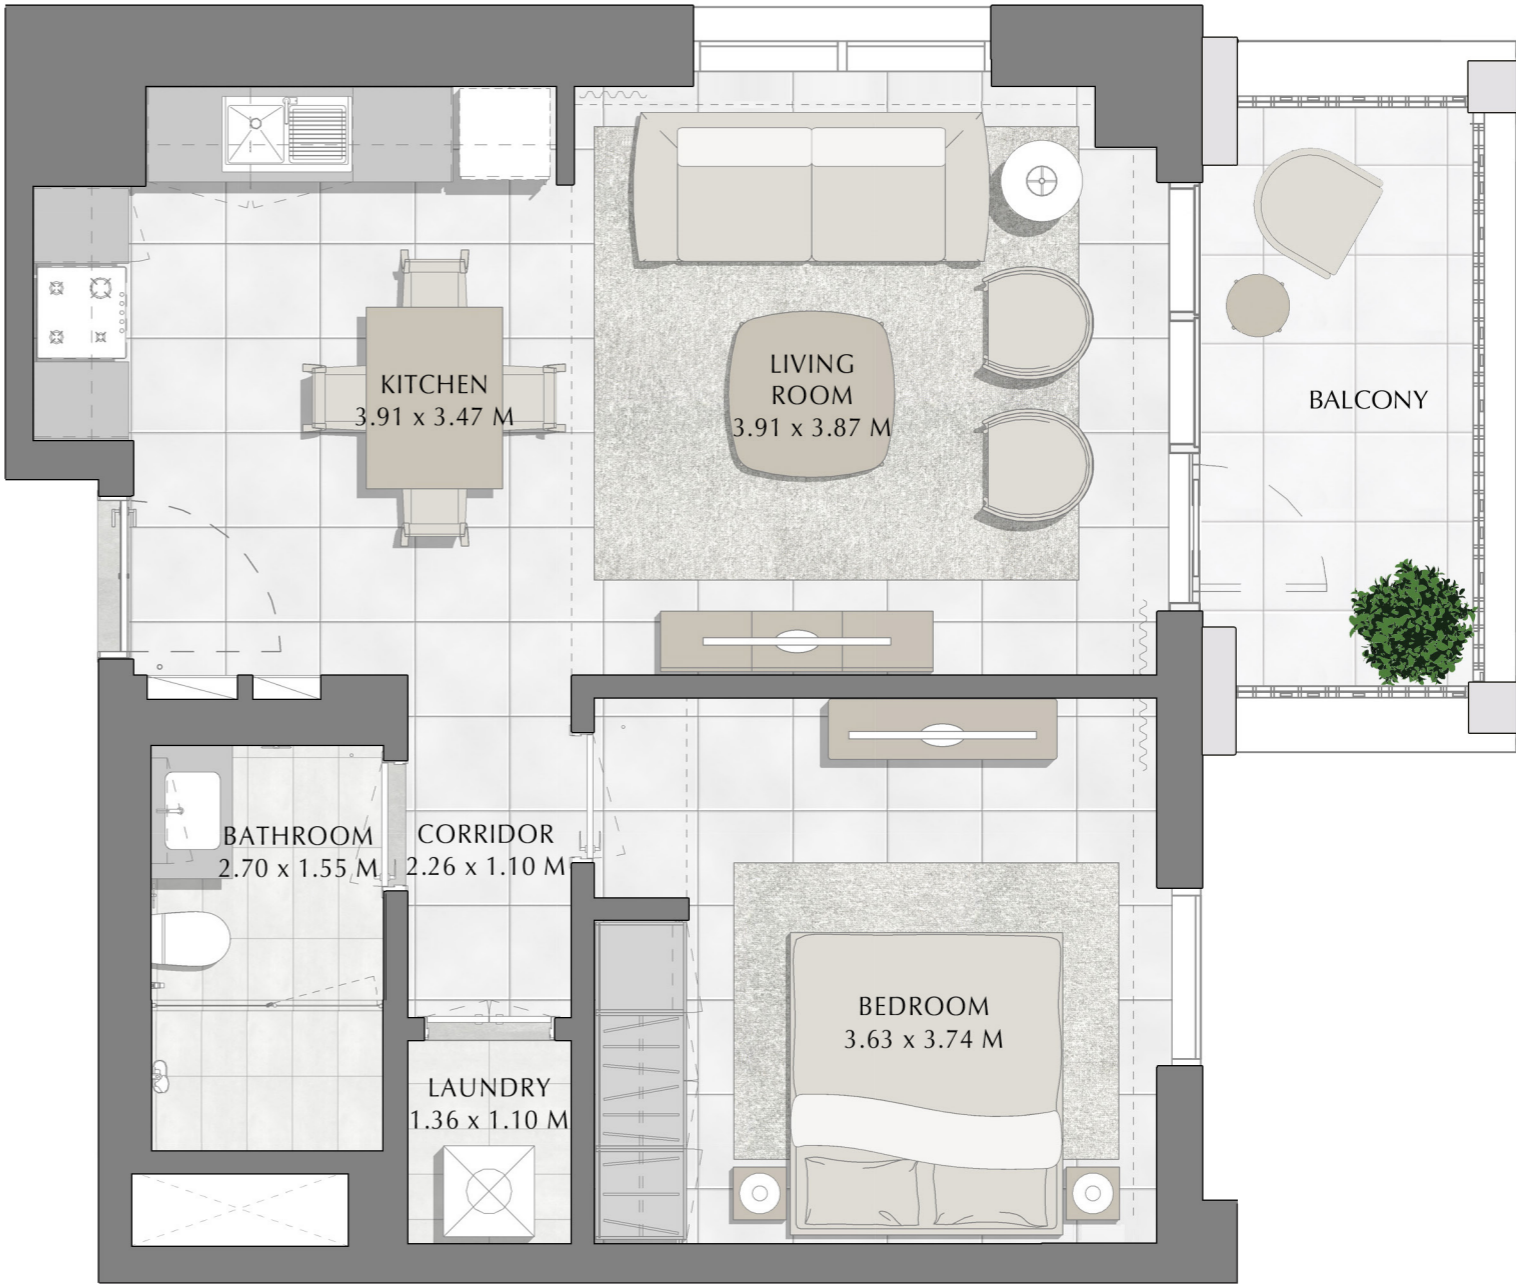 KITCHEN
3.91 x 3.47 M
LIVING
ROOM
3.91 x 3.87 M
BALCONY
BATHROOM
2.70 x 1.55 M
CORRIDOR
2.26 x 1.10 M
BEDROOM
3.63 x 3.74 M
LAUNDRY
1.36 x 1.10 M